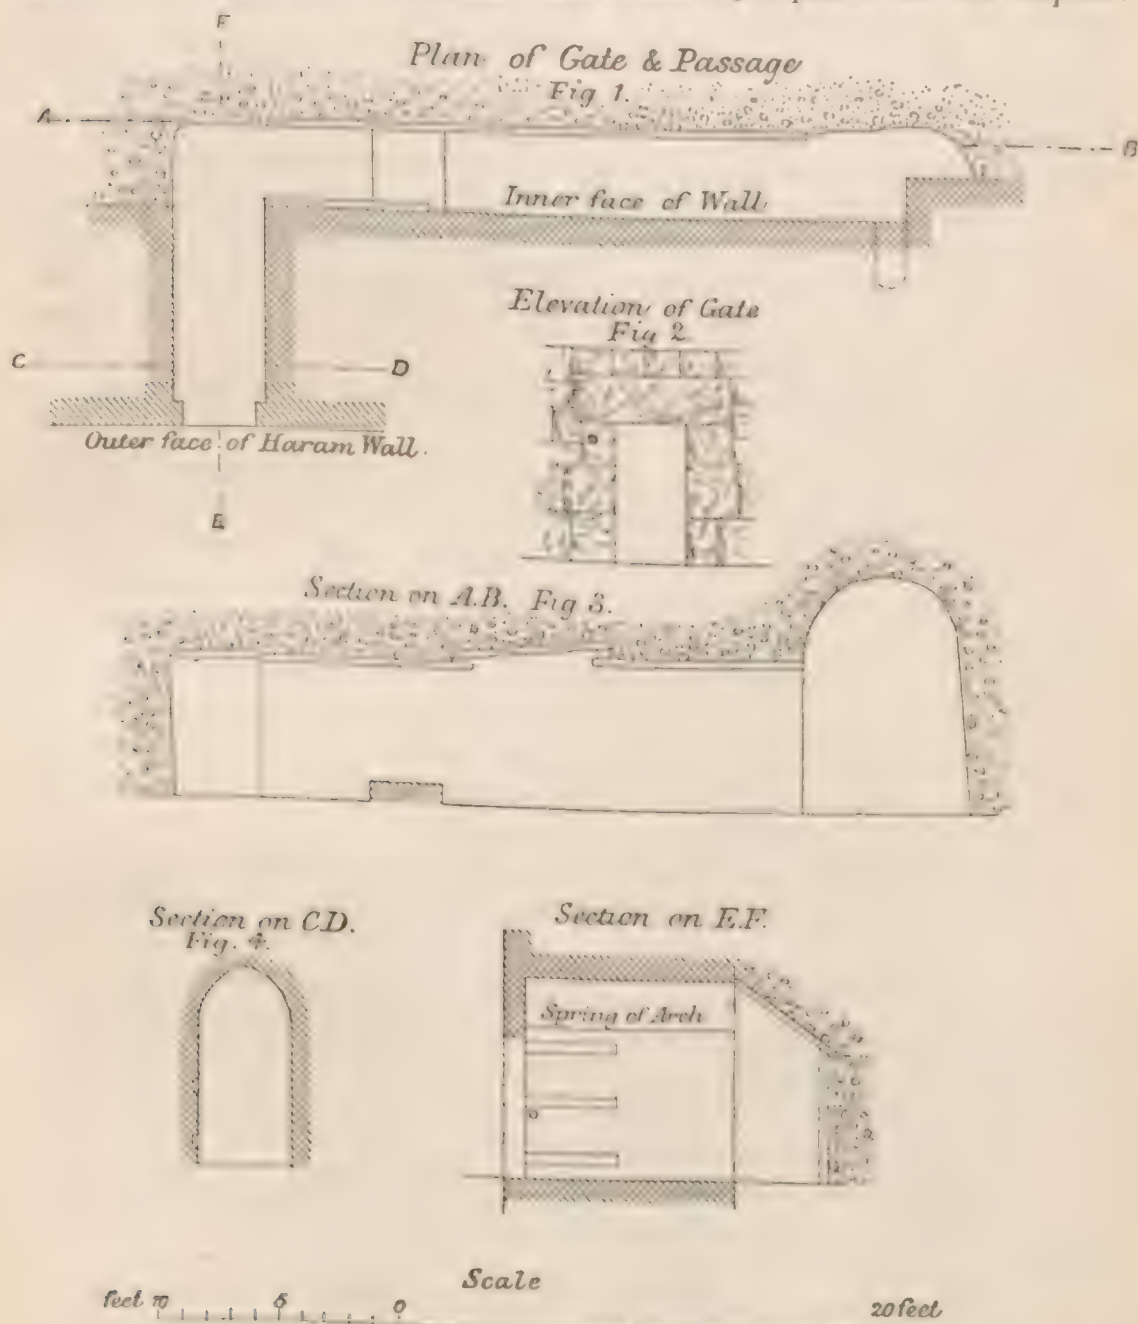 F
Plan of Gate & Passage
Fig 1.
A
B
Inner face of Wall
Elevation of Gate
Fig 2
C
D
Outer face of Haram Wall.
E
Section on A.B. Fig 3.
Section on C.D.
Fig. 4.
Section on E.F.
Spring of Arch
Scale
feet 10 5 0 20 feet